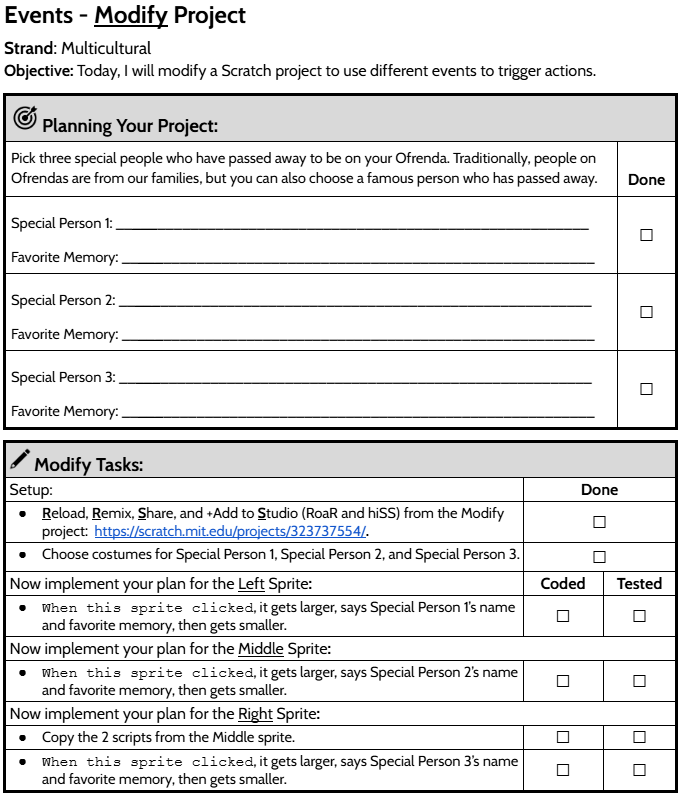 Events - Modify Project
Strand: Multicultural
Objective: Today, I will modify a Scratch project to use different events to trigger actions.
Planning Your Project:
Pick three special people who have passed away to be on your Ofrenda. Traditionally, people on
Ofrendas are from our families, but you can also choose a famous person who has passed away.
Done
Special Person 1: ___
☐
Favorite Memory: ___
Special Person 2: ___
☐
Favorite Memory: ___
Special Person 3: ___
☐
Favorite Memory: ___
Modify Tasks:
Setup: Done
● Reload, Remix, Share, and +Add to Studio (RoaR and hiSS) from the Modify
project: https://scratch.mit.edu/projects/323737554/. ☐
● Choose costumes for Special Person 1, Special Person 2, and Special Person 3. ☐
Now implement your plan for the Left Sprite: Coded Tested
● When this sprite clicked, it gets larger, says Special Person 1's name
and favorite memory, then gets smaller. ☐ ☐
Now implement your plan for the Middle Sprite:
● When this sprite clicked, it gets larger, says Special Person 2's name
and favorite memory, then gets smaller. ☐ ☐
Now implement your plan for the Right Sprite:
● Copy the 2 scripts from the Middle sprite. ☐ ☐
● When this sprite clicked, it gets larger, says Special Person 3's name
and favorite memory, then gets smaller. ☐ ☐